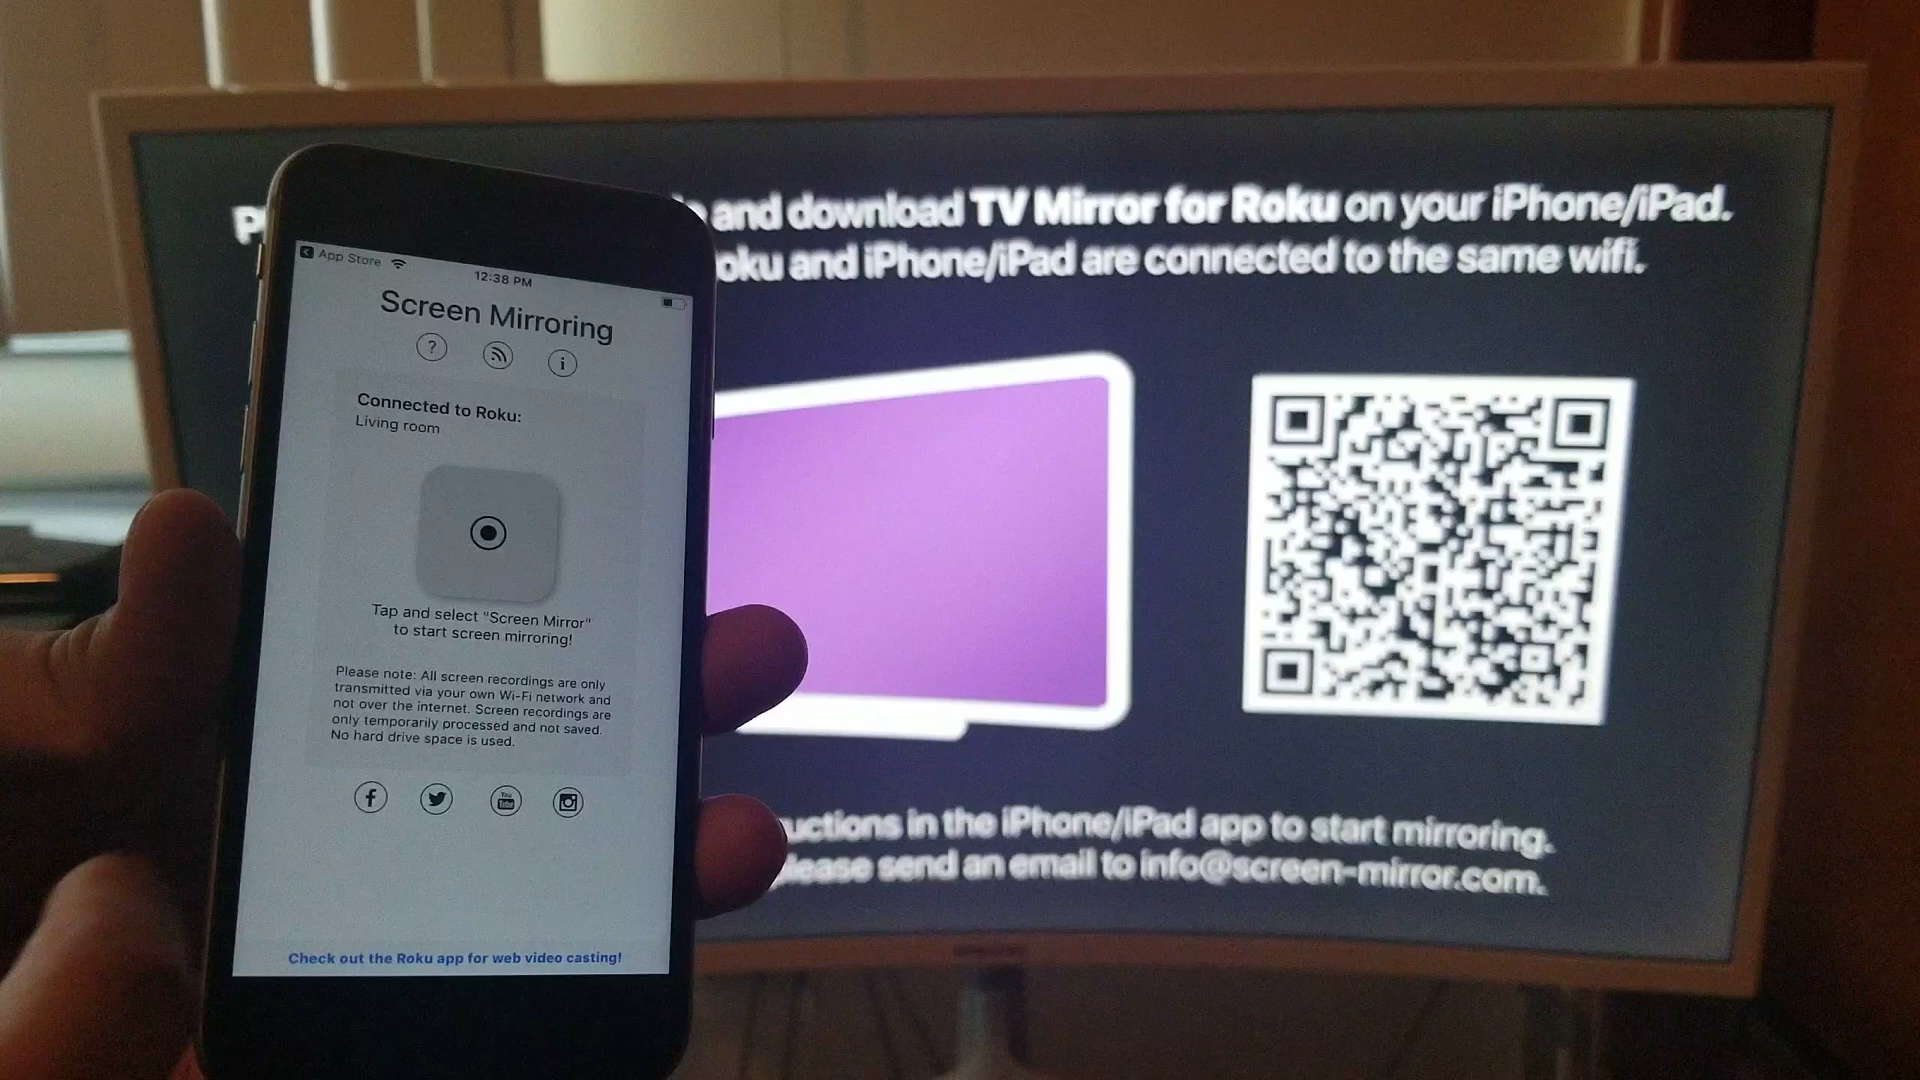 and download TV Mirror for Roku on your iPhone/iPad.
oku and iPhone/iPad are connected to the same wifi.
App Store
12:38 PM
Screen Mirroring
?
i
Connected to Roku:
Living room
Tap and select "Screen Mirror"
to start screen mirroring!
Please note: All screen recordings are only
transmitted via your own Wi-Fi network and
not over the internet. Screen recordings are
only temporarily processed and not saved.
No hard drive space is used.
You
Tube
Check out the Roku app for web video casting!
uctions in the iPhone/iPad app to start mirroring.
lease send an email to info@screen-mirror.com.